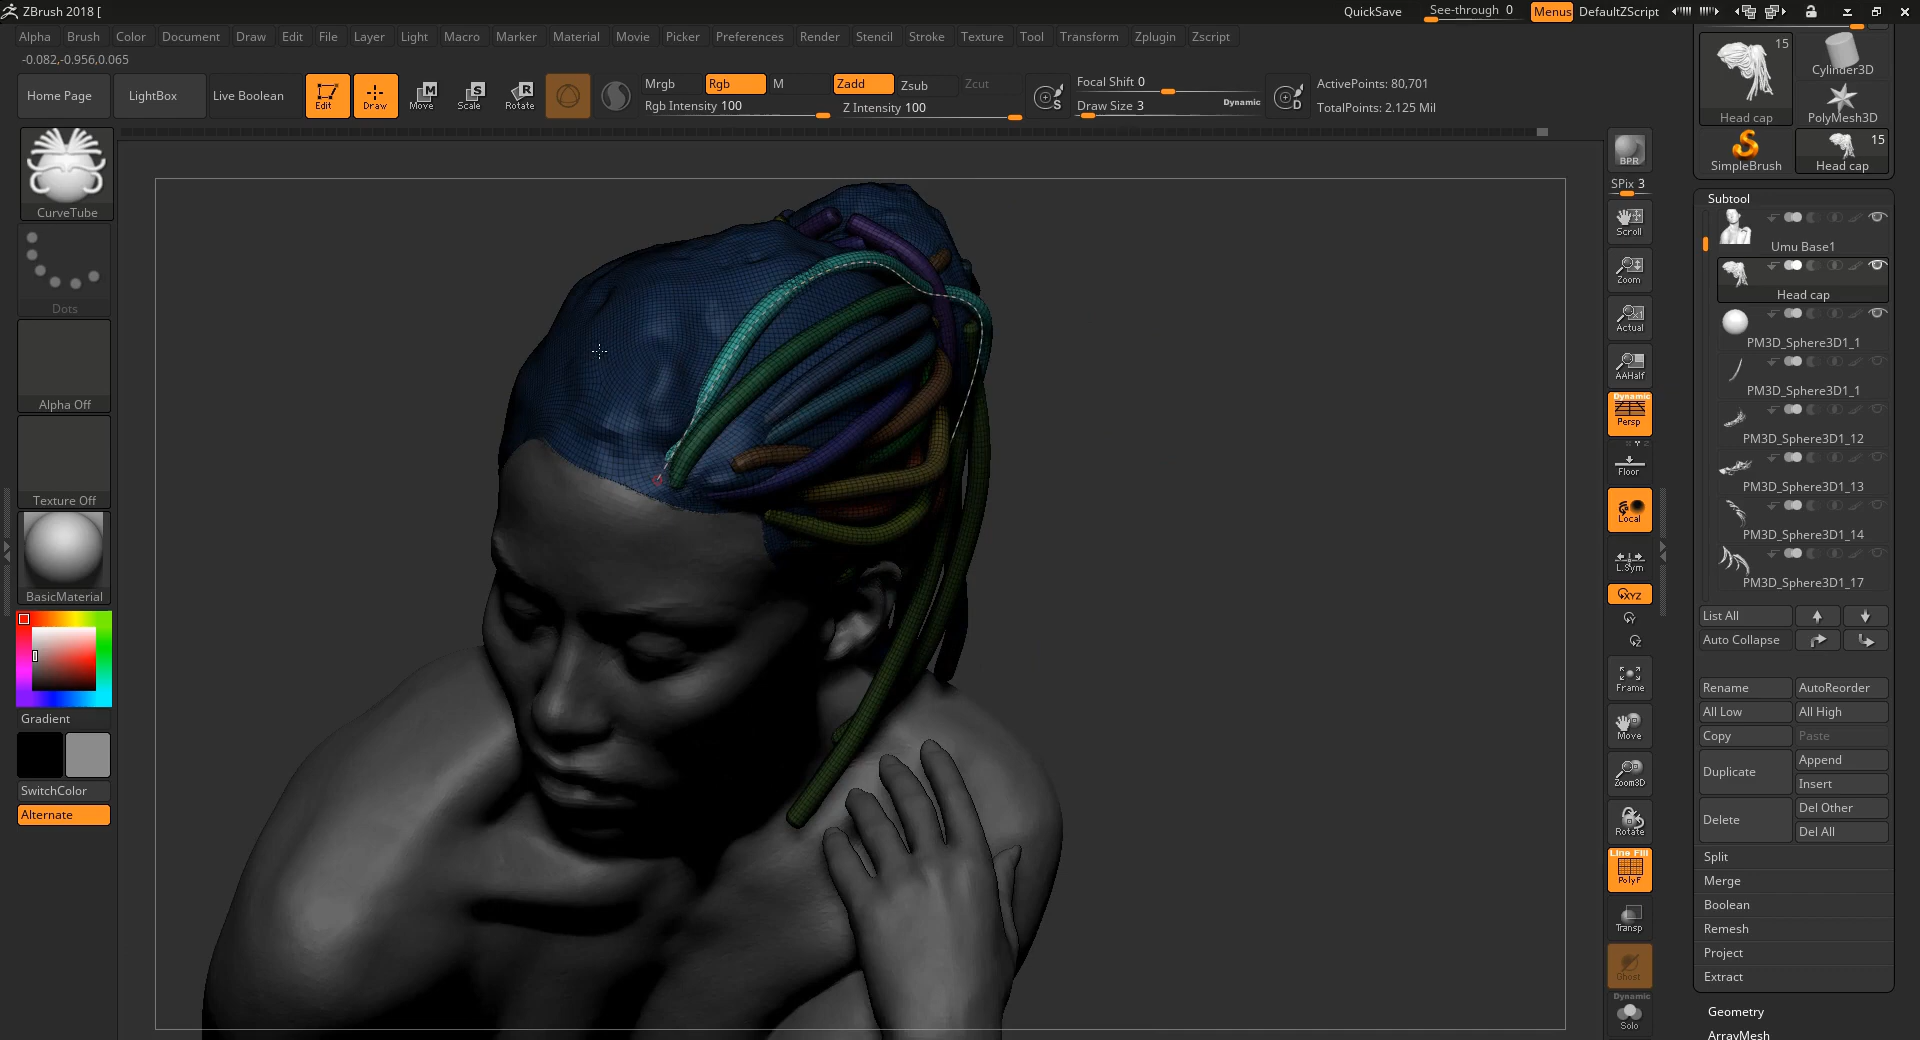 ZBrush 2018 [
QuickSave
See-through 0
Menus
DefaultZScript
Alpha Brush Color Document Draw Edit File Layer Light Macro Marker Material Movie Picker Preferences Render Stencil Stroke Texture Tool Transform Zplugin Zscript
-0.082,-0.956,0.065
Home Page
LightBox
Live Boolean
Edit
Draw
Move
Scale
Rotate
Mrgb
Rgb
M
Rgb Intensity 100
Zadd
Zsub
Zcut
Z Intensity 100
S
Focal Shift 0
Draw Size 3
Dynamic
D
ActivePoints: 80,701
TotalPoints: 2.125 Mil
CurveTube
Dots
Alpha Off
Texture Off
BasicMaterial
Gradient
SwitchColor
Alternate
BPR
SPix 3
Scroll
Zoom
Actual
AAHalf
Dynamic
Persp
Floor
Local
L.Sym
XYZ
Y
Z
Frame
Move
Zoom3D
Rotate
Line Fill
PolyF
Transp
Ghost
Dynamic
Solo
15
Head cap
Cylinder3D
PolyMesh3D
SimpleBrush
15
Head cap
Subtool
Umu Base1
Head cap
PM3D_Sphere3D1_1
PM3D_Sphere3D1_1
PM3D_Sphere3D1_12
PM3D_Sphere3D1_13
PM3D_Sphere3D1_14
PM3D_Sphere3D1_17
List All
Auto Collapse
Rename
AutoReorder
All Low
All High
Copy
Paste
Duplicate
Append
Insert
Delete
Del Other
Del All
Split
Merge
Boolean
Remesh
Project
Extract
Geometry
ArrayMesh